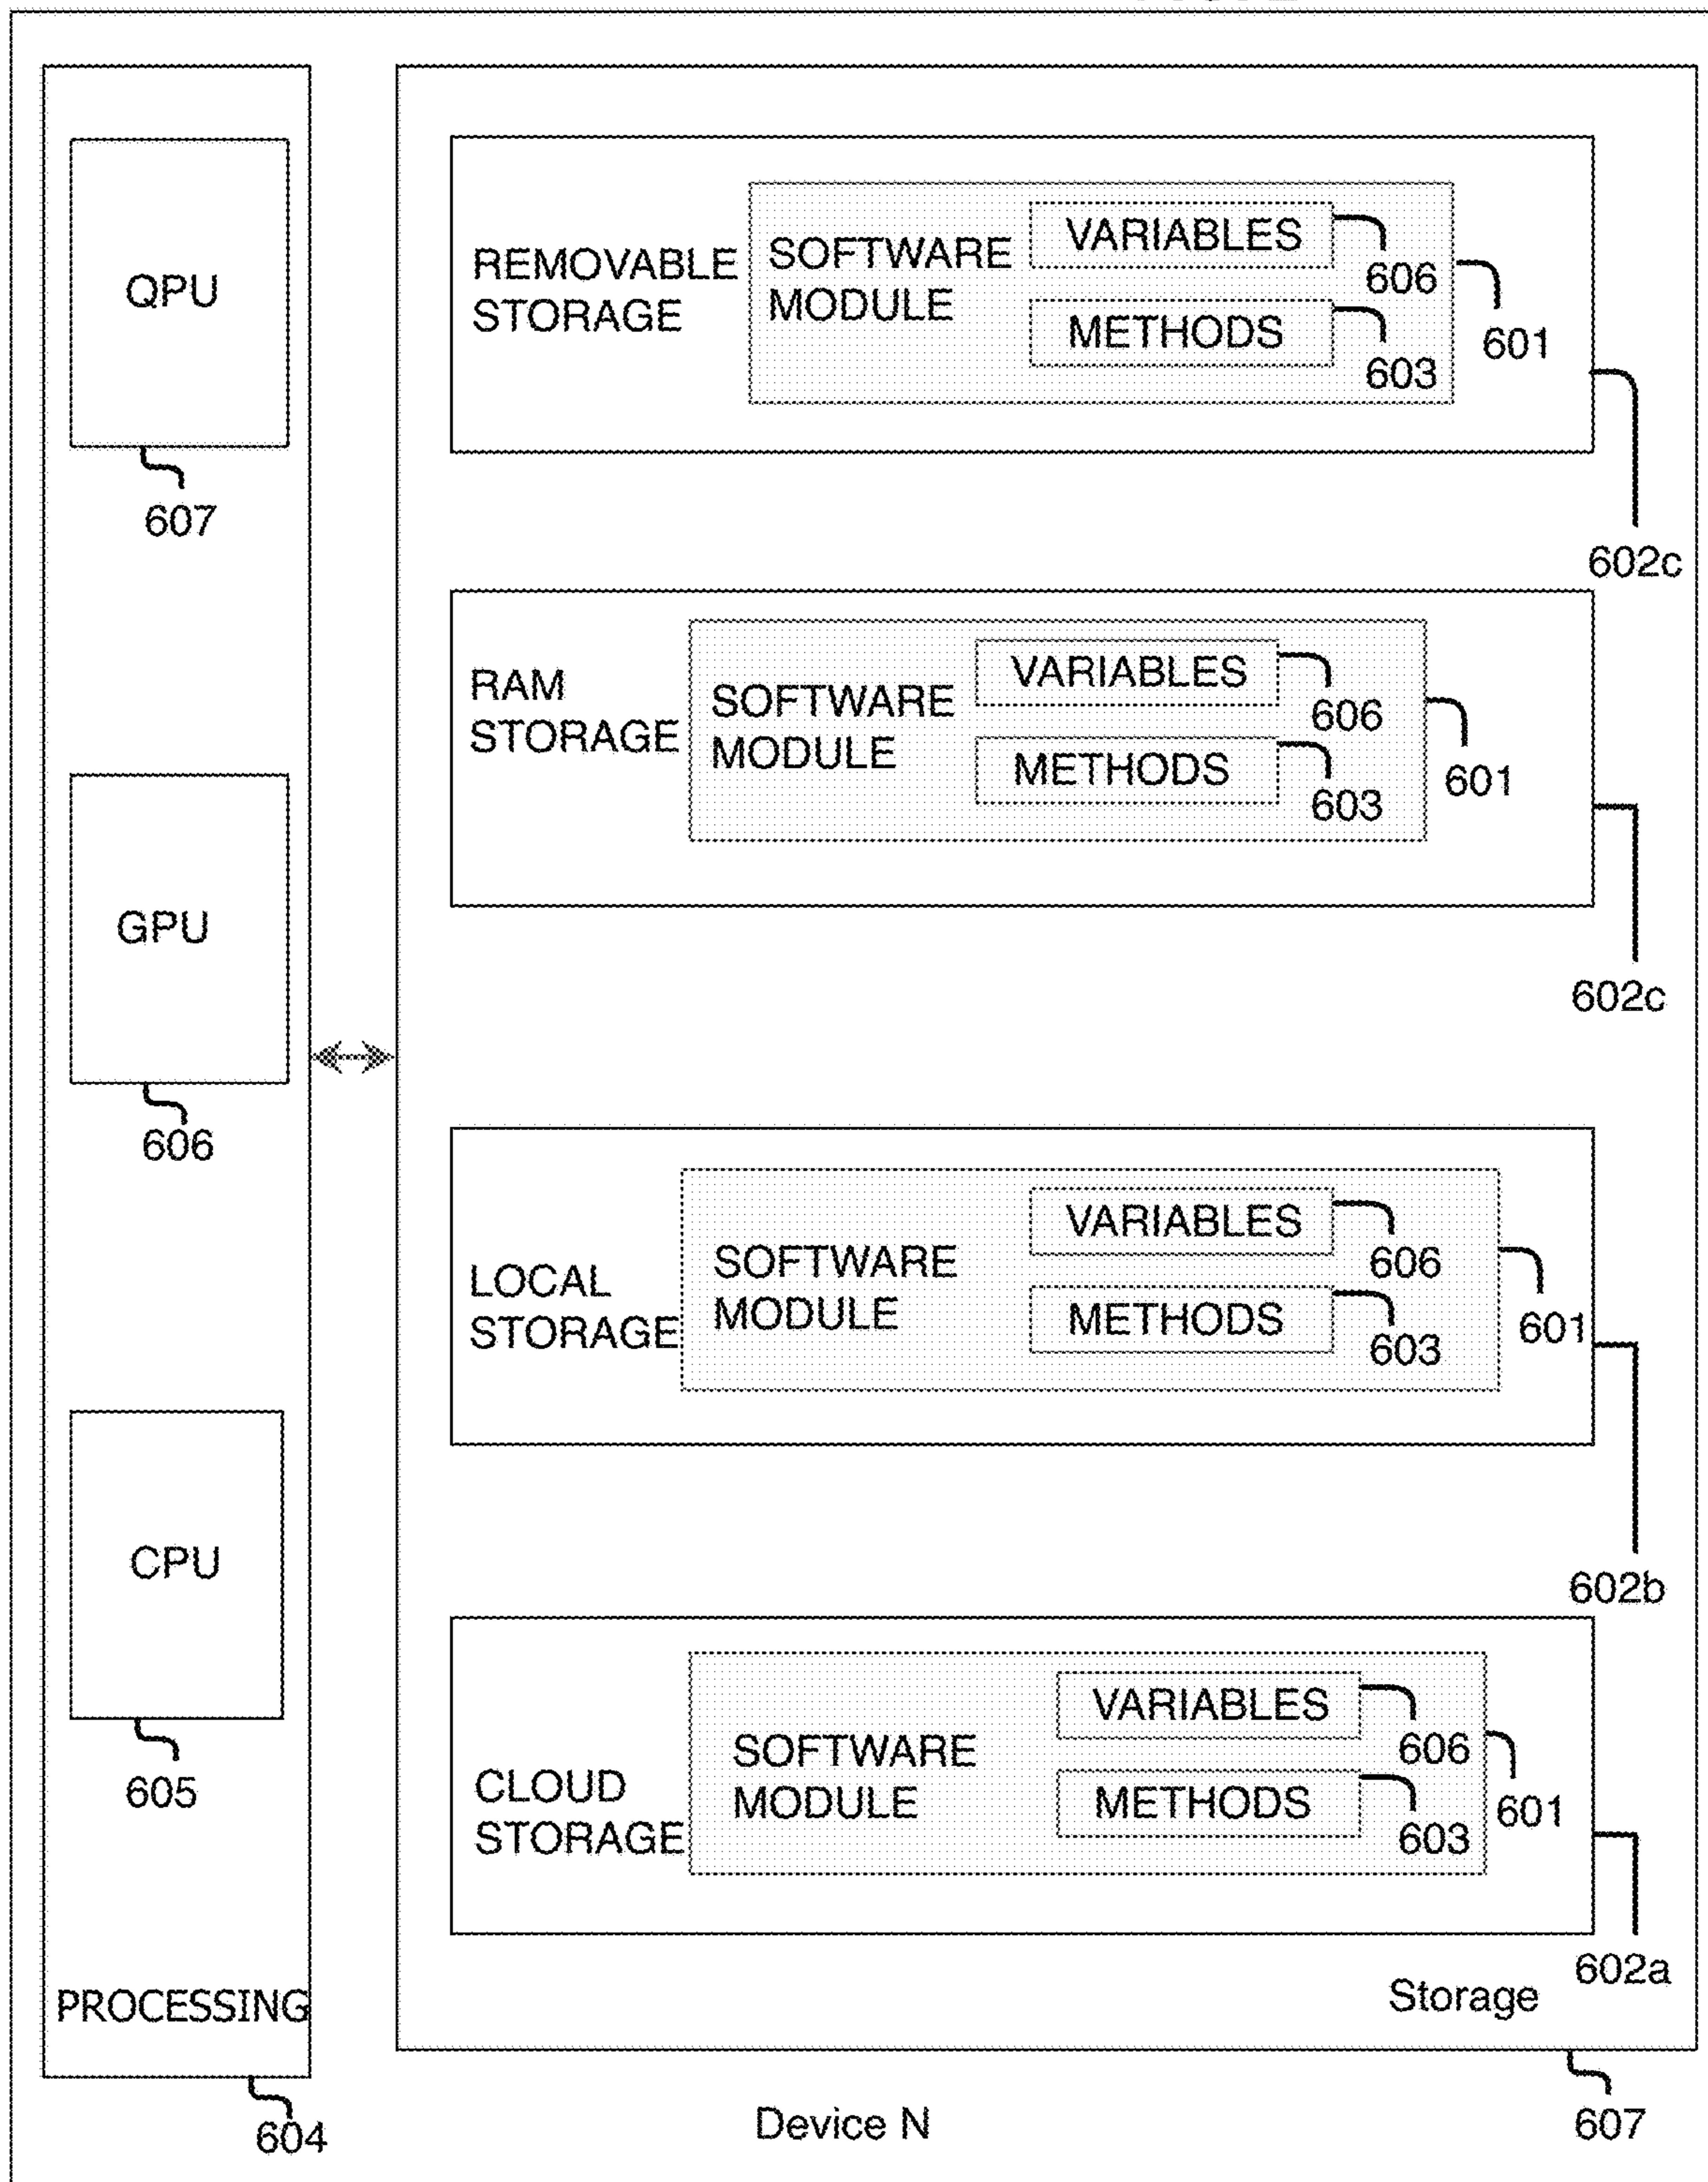 QPU
607
GPU
606
CPU
605
PROCESSING
604
REMOVABLE
STORAGE
SOFTWARE
MODULE
VARIABLES
606
METHODS
603
601
602c
RAM
STORAGE
SOFTWARE
MODULE
VARIABLES
606
METHODS
603
601
602c
LOCAL
STORAGE
SOFTWARE
MODULE
VARIABLES
606
METHODS
603
601
602b
CLOUD
STORAGE
SOFTWARE
MODULE
VARIABLES
606
METHODS
603
601
602a
Storage
607
Device N